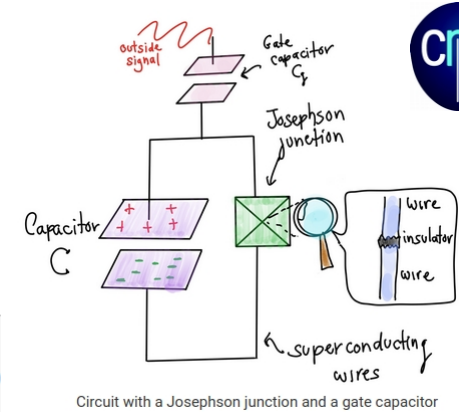 outside
signal
Gate
capacitor
Cg
Josephson
junction
Capacitor
C
+ + +
+ + +
wire
insulator
wire
superconducting
wires
Circuit with a Josephson junction and a gate capacitor